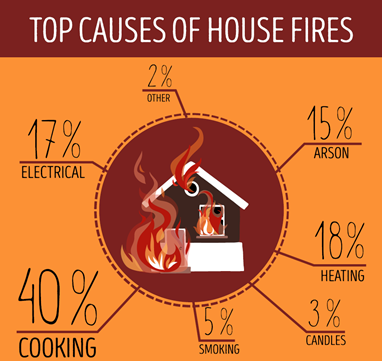 TOP CAUSES OF HOUSE FIRES
2%
OTHER
17%
ELECTRICAL
15%
ARSON
18%
HEATING
40%
COOKING
5%
SMOKING
3%
CANDLES